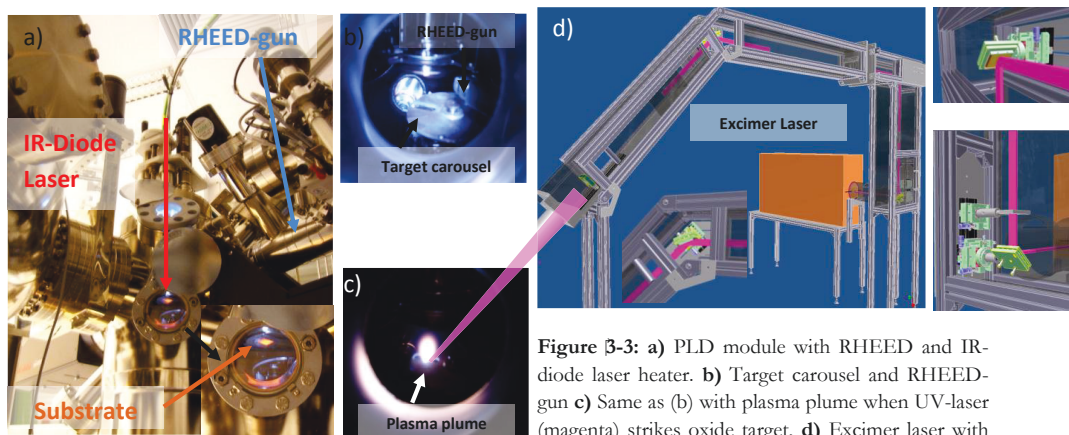 a)
RHEED-gun
IR-Diode
Laser
Substrate
b)
RHEED-gun
Target carousel
c)
Plasma plume
d)
Excimer Laser
Figure 3-3: a) PLD module with RHEED and IR-
diode laser heater. b) Target carousel and RHEED-
gun c) Same as (b) with plasma plume when UV-laser
(magenta) strikes oxide target. d) Excimer laser with